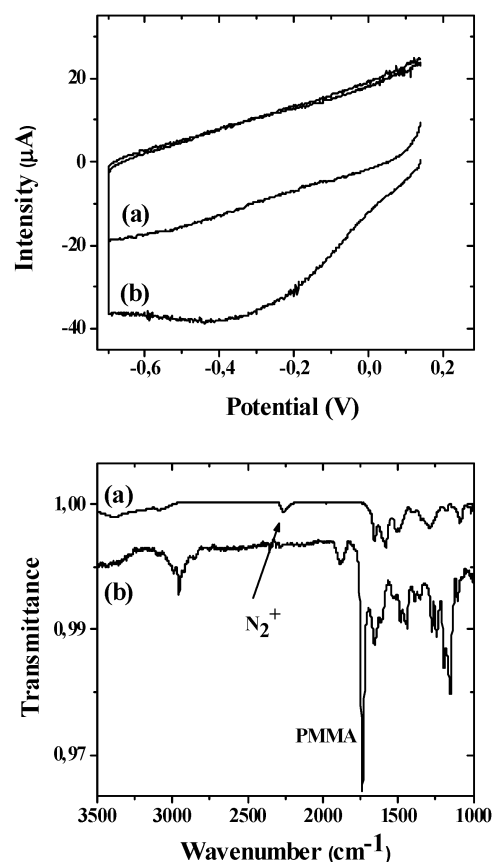 20
0
-20
-40
Intensity (μA)
(a)
(b)
-0,6 -0,4 -0,2 0,0 0,2
Potential (V)
1,00
0,99
0,97
Transmittance
(a)
(b)
N2+
PMMA
3500 3000 2500 2000 1500 1000
Wavenumber (cm-1)